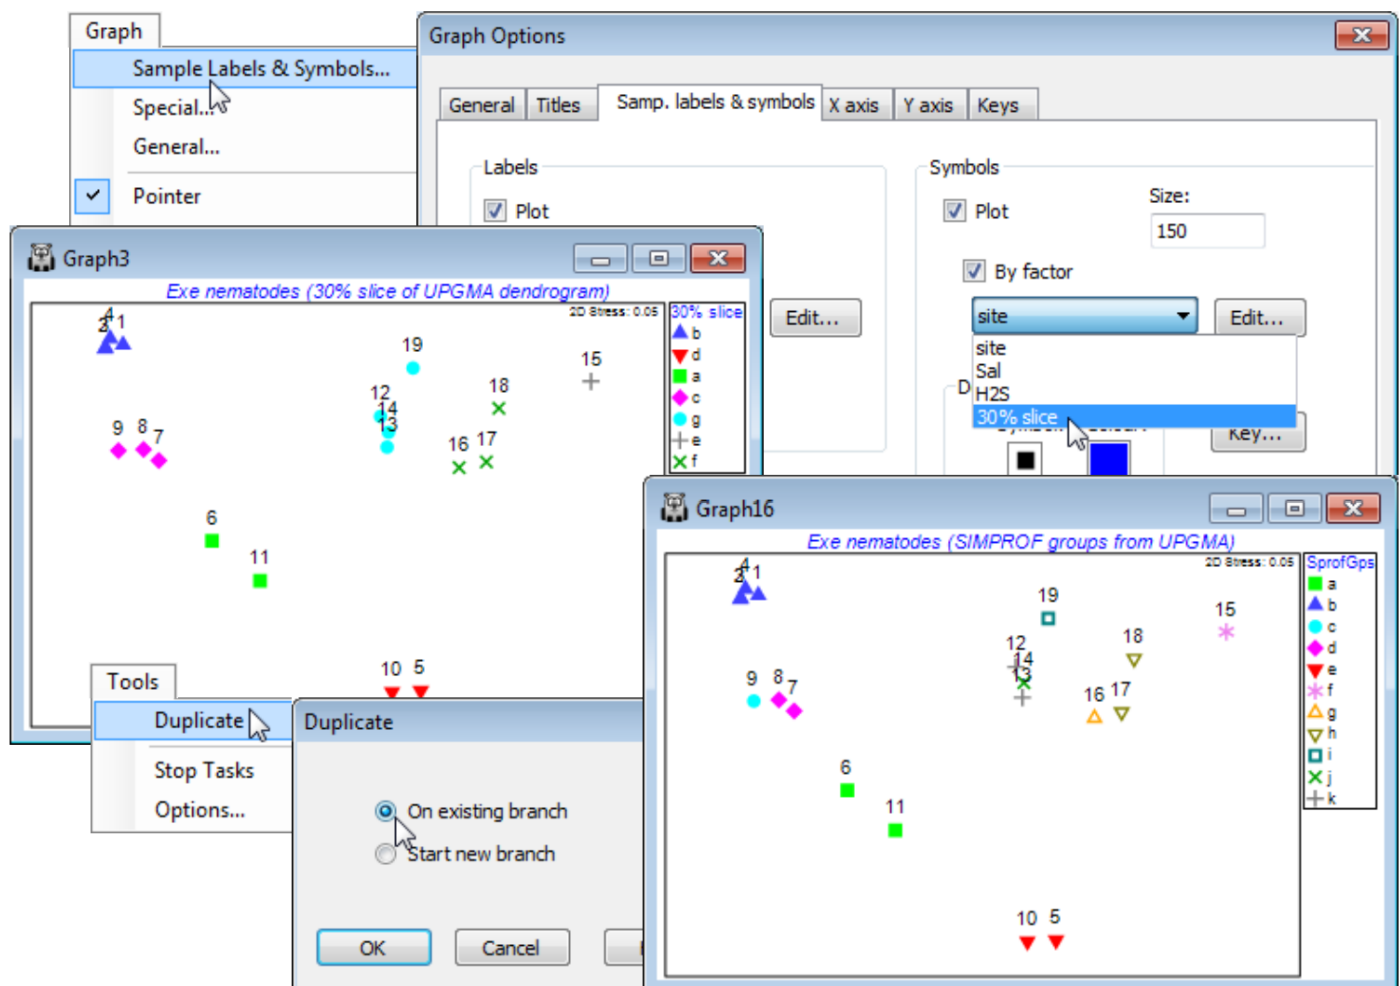 Graph
Sample Labels & Symbols...
Special...
General...
Pointer
Graph Options
General Titles Samp. labels & symbols X axis Y axis Keys
Labels
Plot
Edit...
Symbols
Plot
Size:
150
By factor
site
Edit...
site
Sal
H2S
30% slice
Key...
Graph3
Exe nematodes (30% slice of UPGMA dendrogram)
2D Stress: 0.05
30% slice
b
d
a
c
g
e
f
4
2 1
19
15
12
18
14
13
9 8 7
16 17
6
11
10 5
Tools
Duplicate
Stop Tasks
Options...
Duplicate
On existing branch
Start new branch
OK Cancel
Graph16
Exe nematodes (SIMPROF groups from UPGMA)
2D Stress: 0.05
SprofGps
a
b
c
d
e
f
g
h
i
j
k
4
1
19
15
12
18
14
13
9 8 7
16 17
6
11
10 5